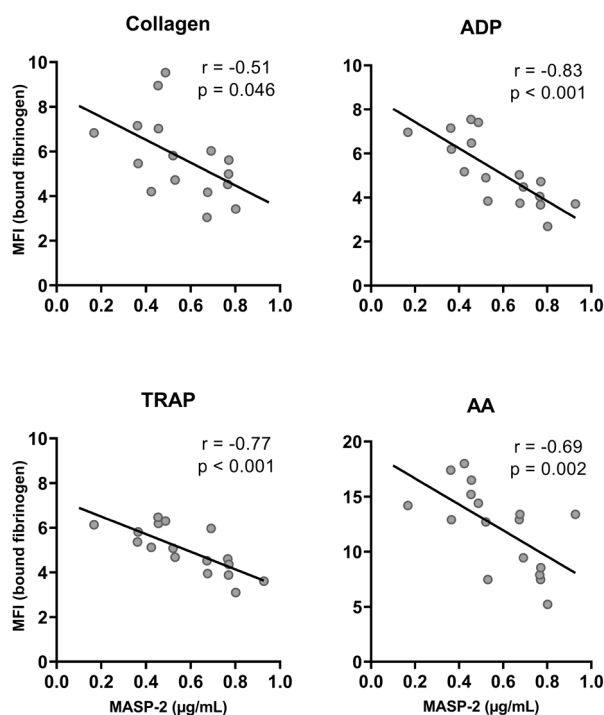 Collagen
MFI (bound fibrinogen)
10
8
6
4
2
0
r = -0.51
p = 0.046
0.0 0.2 0.4 0.6 0.8 1.0
ADP
10
8
6
4
2
0
r = -0.83
p < 0.001
0.0 0.2 0.4 0.6 0.8 1.0
TRAP
MFI (bound fibrinogen)
10
8
6
4
2
0
r = -0.77
p < 0.001
0.0 0.2 0.4 0.6 0.8 1.0
MASP-2 (µg/mL)
AA
20
15
10
5
0
r = -0.69
p = 0.002
0.0 0.2 0.4 0.6 0.8 1.0
MASP-2 (µg/mL)